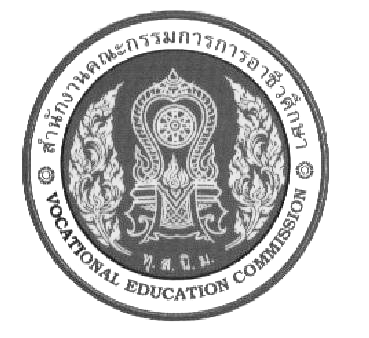 สำนักงานคณะกรรมการการอาชีวศึกษา
ทุ. ส. นิ. ม.
VOCATIONAL EDUCATION COMMISSION